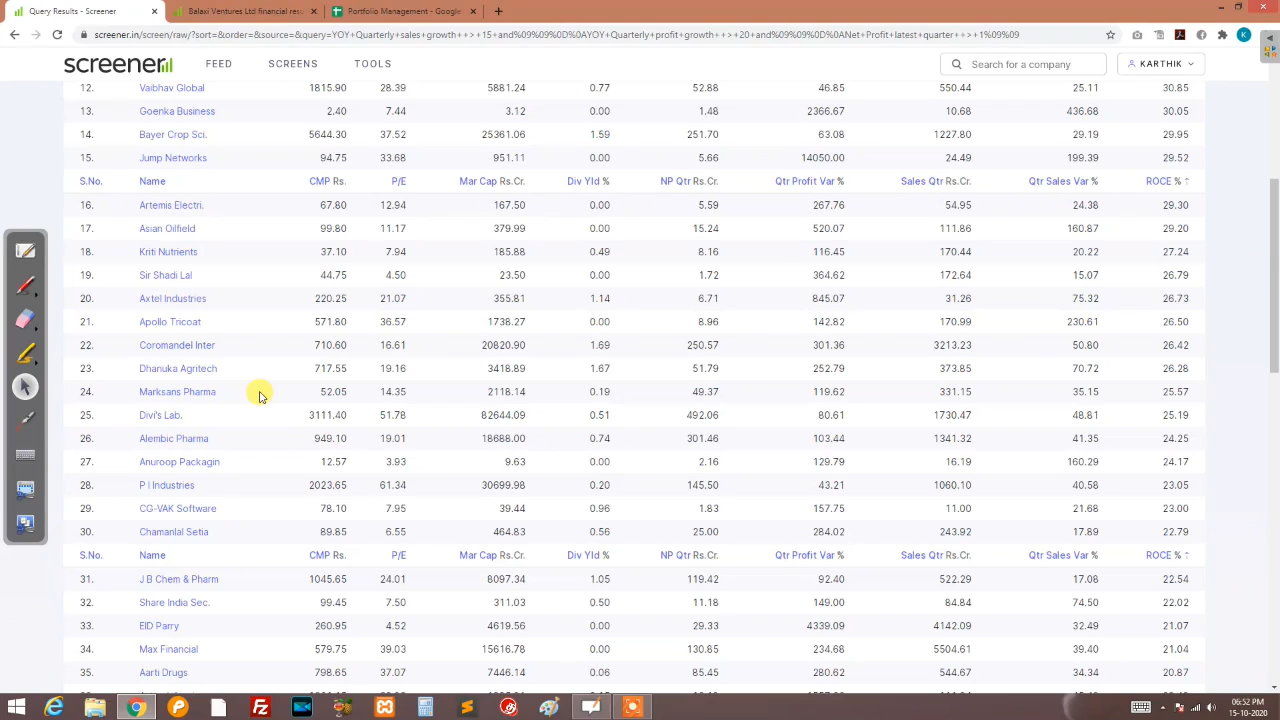 Query Results - Screener
Balaxi Ventures Ltd financial resu
Portfolio Management - Google
screener.in/screen/raw/?sort=&order=&source=&query=YOY+Quarterly+sales+growth+++>+15+and+%09%09%0D%0AYOY+Quarterly+profit+growth+++>+20+and+%09%09%0D%0ANet+Profit+latest+quarter+++>+1%09%09
K
screener
FEED
SCREENS
TOOLS
Search for a company
KARTHIK
12. Vaibhav Global 1815.90 28.39 5881.24 0.77 52.88 46.85 550.44 25.11 30.85
13. Goenka Business 2.40 7.44 3.12 0.00 1.48 2366.67 10.68 436.68 30.05
14. Bayer Crop Sci. 5644.30 37.52 25361.06 1.59 251.70 63.08 1227.80 29.19 29.95
15. Jump Networks 94.75 33.68 951.11 0.00 5.66 14050.00 24.49 199.39 29.52
S.No. Name CMP Rs. P/E Mar Cap Rs.Cr. Div Yld % NP Qtr Rs.Cr. Qtr Profit Var % Sales Qtr Rs.Cr. Qtr Sales Var % ROCE % ↑
16. Artemis Electri. 67.80 12.94 167.50 0.00 5.59 267.76 54.95 24.38 29.30
17. Asian Oilfield 99.80 11.17 379.99 0.00 15.24 520.07 111.86 160.87 29.20
18. Kriti Nutrients 37.10 7.94 185.88 0.49 8.16 116.45 170.44 20.22 27.24
19. Sir Shadi Lal 44.75 4.50 23.50 0.00 1.72 364.62 172.64 15.07 26.79
20. Axtel Industries 220.25 21.07 355.81 1.14 6.71 845.07 31.26 75.32 26.73
21. Apollo Tricoat 571.80 36.57 1738.27 0.00 8.96 142.82 170.99 230.61 26.50
22. Coromandel Inter 710.60 16.61 20820.90 1.69 250.57 301.36 3213.23 50.80 26.42
23. Dhanuka Agritech 717.55 19.16 3418.89 1.67 51.79 252.79 373.85 70.72 26.28
24. Marksans Pharma 52.05 14.35 2118.14 0.19 49.37 119.62 331.15 35.15 25.57
25. Divi's Lab. 3111.40 51.78 82644.09 0.51 492.06 80.61 1730.47 48.81 25.19
26. Alembic Pharma 949.10 19.01 18688.00 0.74 301.46 103.44 1341.32 41.35 24.25
27. Anuroop Packagin 12.57 3.93 9.63 0.00 2.16 129.79 16.19 160.29 24.17
28. P I Industries 2023.65 61.34 30699.98 0.20 145.50 43.21 1060.10 40.58 23.05
29. CG-VAK Software 78.10 7.95 39.44 0.96 1.83 157.75 11.00 21.68 23.00
30. Chamanlal Setia 89.85 6.55 464.83 0.56 25.00 284.02 243.92 17.89 22.79
S.No. Name CMP Rs. P/E Mar Cap Rs.Cr. Div Yld % NP Qtr Rs.Cr. Qtr Profit Var % Sales Qtr Rs.Cr. Qtr Sales Var % ROCE % ↑
31. J B Chem & Pharm 1045.65 24.01 8097.34 1.05 119.42 92.40 522.29 17.08 22.54
32. Share India Sec. 99.45 7.50 311.03 0.50 11.18 149.00 84.84 74.50 22.02
33. EID Parry 260.95 4.52 4619.56 0.00 29.33 4339.09 4142.09 32.49 21.07
34. Max Financial 579.75 39.03 15616.78 0.00 130.85 234.68 5504.61 39.40 21.04
35. Aarti Drugs 798.65 37.07 7446.14 0.06 85.45 280.62 544.67 34.34 20.87
06:52 PM
15-10-2020